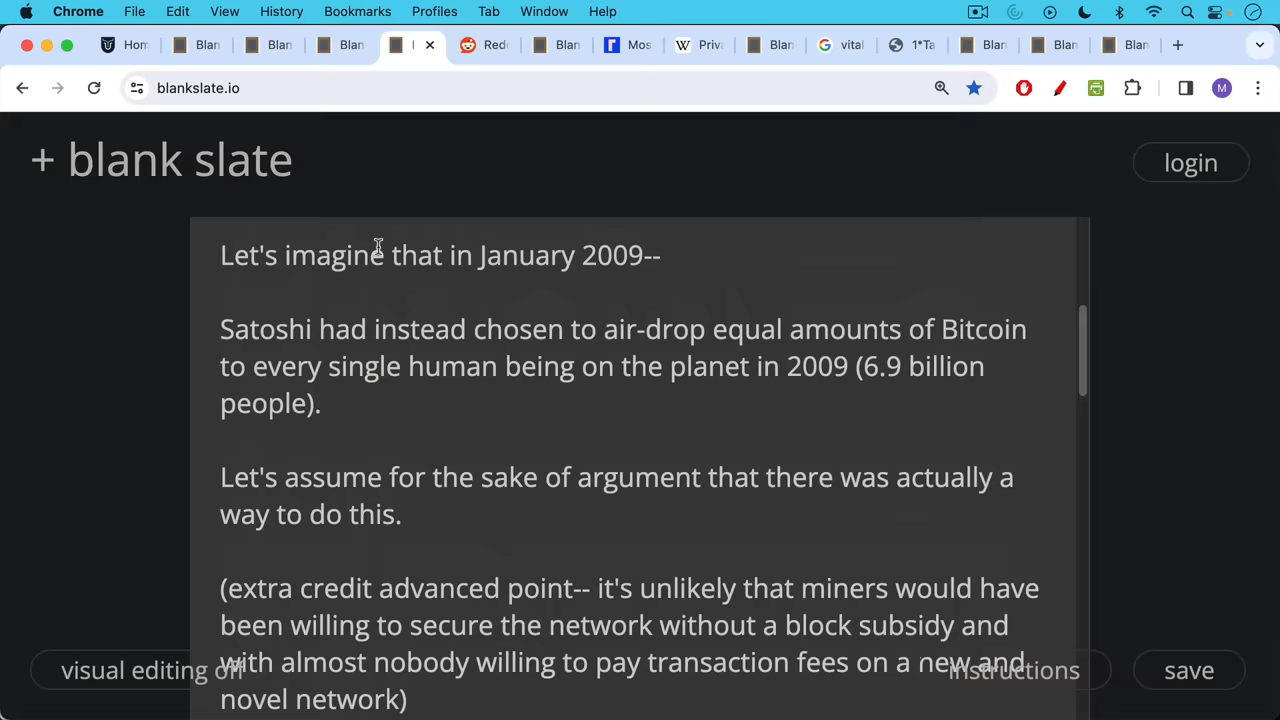 Chrome File Edit View History Bookmarks Profiles Tab Window Help
Hom Blan Blan Blan Redd Blan Mos Priva Blan vital 1*Ta Blan Blan Blan
blankslate.io M
+ blank slate login
Let's imagine that in January 2009--
Satoshi had instead chosen to air-drop equal amounts of Bitcoin
to every single human being on the planet in 2009 (6.9 billion
people).
Let's assume for the sake of argument that there was actually a
way to do this.
(extra credit advanced point-- it's unlikely that miners would have
been willing to secure the network without a block subsidy and
with almost nobody willing to pay transaction fees on a new and
novel network)
visual editing off instructions save